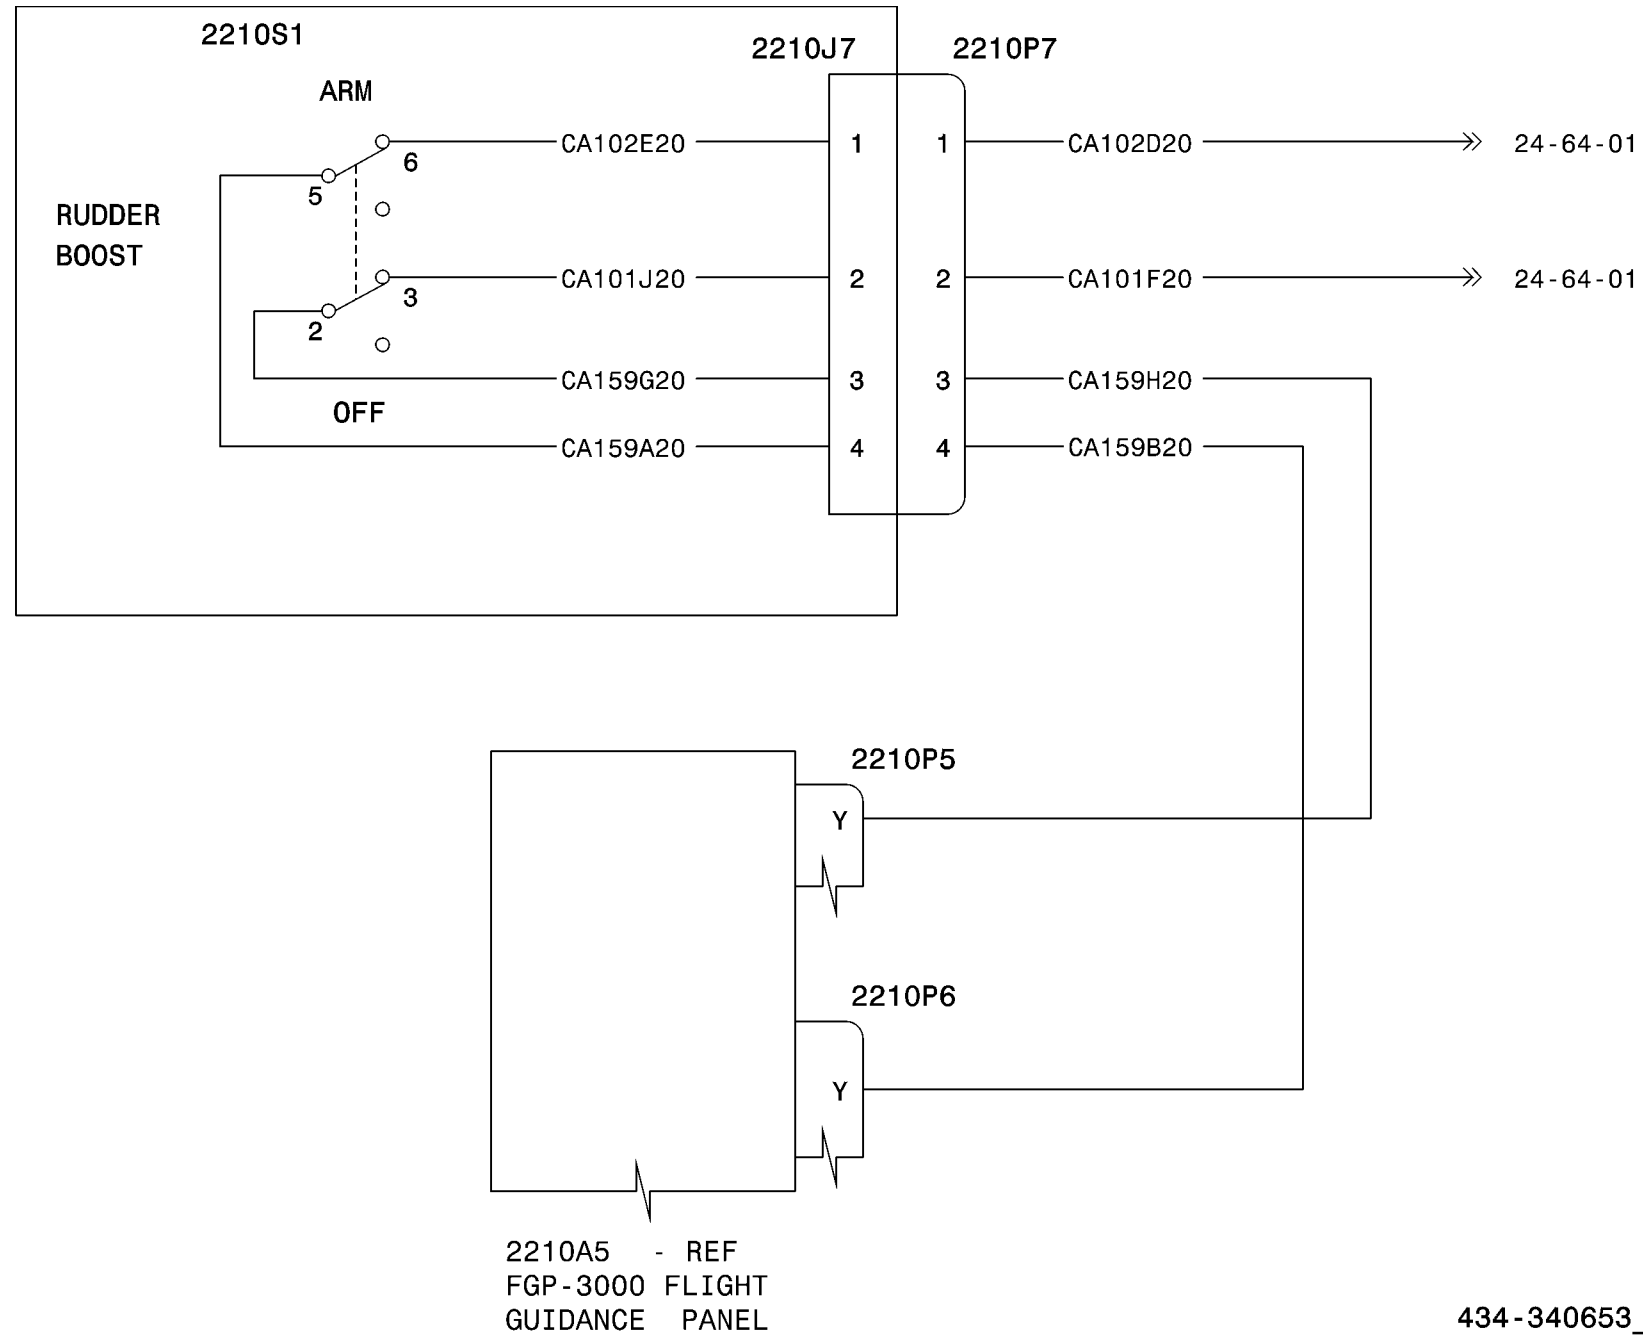 2210S1
2210J7
2210P7
ARM
CA102E20
1
1
CA102D20
24-64-01
6
5
RUDDER
BOOST
CA101J20
2
2
CA101F20
24-64-01
3
2
CA159G20
3
3
CA159H20
OFF
CA159A20
4
4
CA159B20
2210P5
Y
2210P6
Y
2210A5 - REF
FGP-3000 FLIGHT
GUIDANCE PANEL
434-340653_